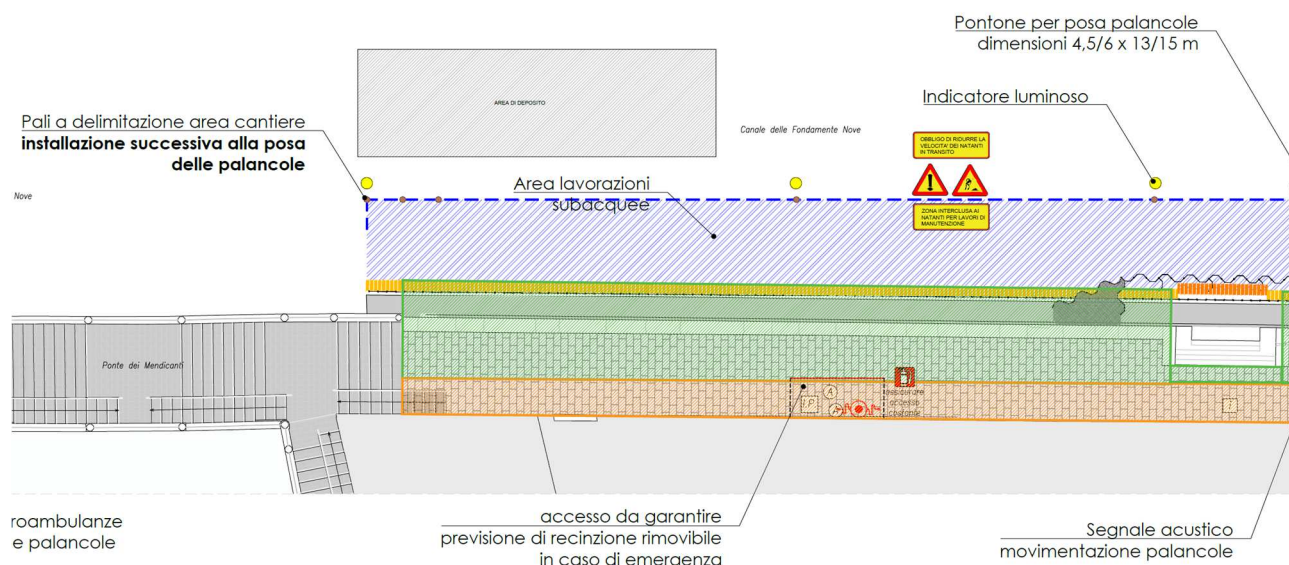 Pontone per posa palancole
dimensioni 4,5/6 x 13/15 m
AREA DI DEPOSITO
Indicatore luminoso
Pali a delimitazione area cantiere
installazione successiva alla posa
delle palancole
Canale delle Fondamente Nove
OBBLIGO DI RIDURRE LA
VELOCITA' DEI NATANTI
IN TRANSITO
Nove
Area lavorazioni
subacquee
ZONA INTERCLUSA AI
NATANTI PER LAVORI DI
MANUTENZIONE
Ponte dei Mendicanti
I.P.
A
A
assicurare
accesso
costante
roambulanze
e palancole
accesso da garantire
previsione di recinzione rimovibile
in caso di emergenza
Segnale acustico
movimentazione palancole